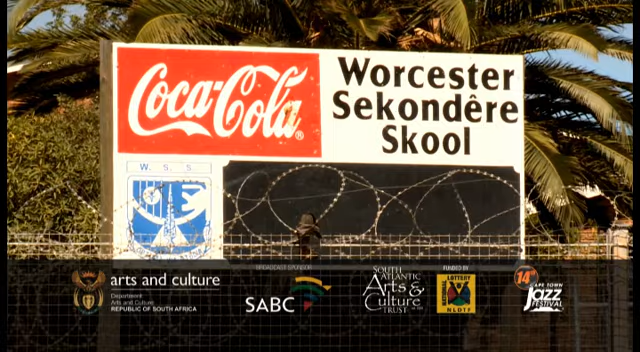 Coca-Cola®
Worcester
Sekondêre
Skool
W. S. S.
arts and culture
Department
Arts and Culture
REPUBLIC OF SOUTH AFRICA
BROADCAST SPONSOR
SABC
SOUTH
ATLANTIC
Arts &
Culture
TRUST
FUNDED BY
NATIONAL LOTTERY
NLDTF
14th
CAPE TOWN
Jazz
FESTIVAL